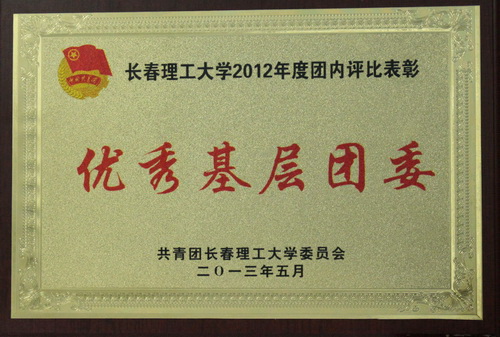 长春理工大学2012年度团内评比表彰
优秀基层团委
共青团长春理工大学委员会
二〇一三年五月